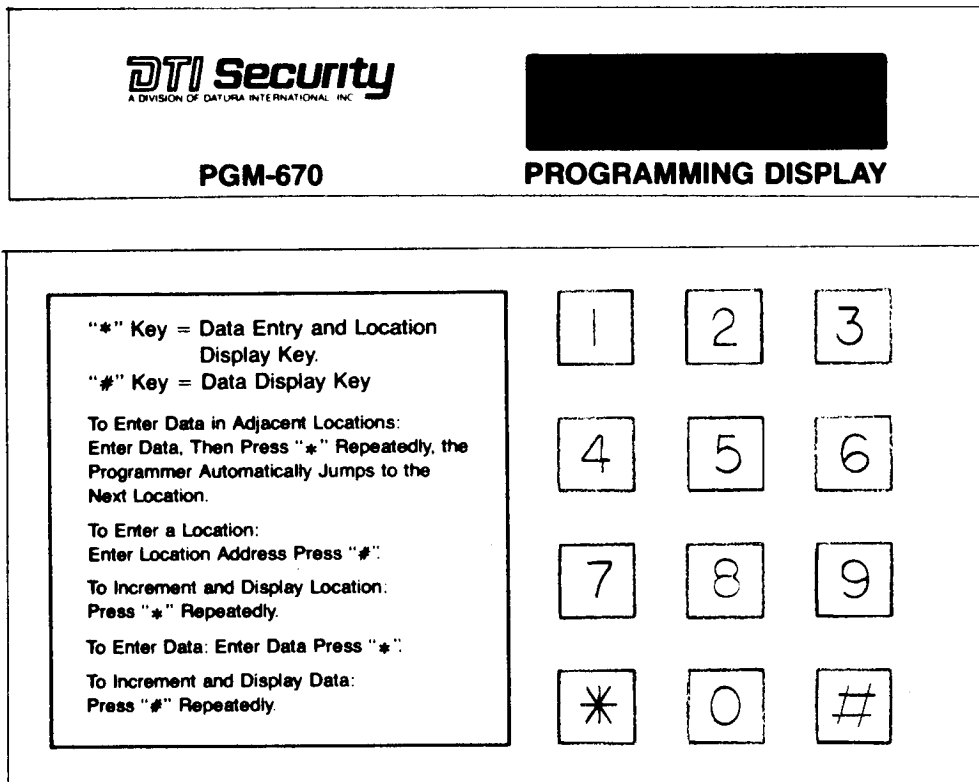 DTI Security
A DIVISION OF DATURA INTERNATIONAL INC
PGM-670
PROGRAMMING DISPLAY
"*" Key = Data Entry and Location
Display Key.
"#" Key = Data Display Key
To Enter Data in Adjacent Locations:
Enter Data, Then Press "*" Repeatedly, the
Programmer Automatically Jumps to the
Next Location.
To Enter a Location:
Enter Location Address Press "#".
To Increment and Display Location:
Press "*" Repeatedly.
To Enter Data: Enter Data Press "*".
To Increment and Display Data:
Press "#" Repeatedly.
1 2 3
4 5 6
7 8 9
* 0 #